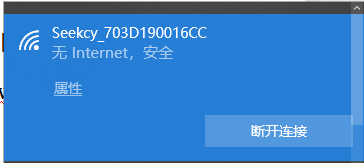 Seekcy_703D190016CC
无 Internet，安全
属性
断开连接